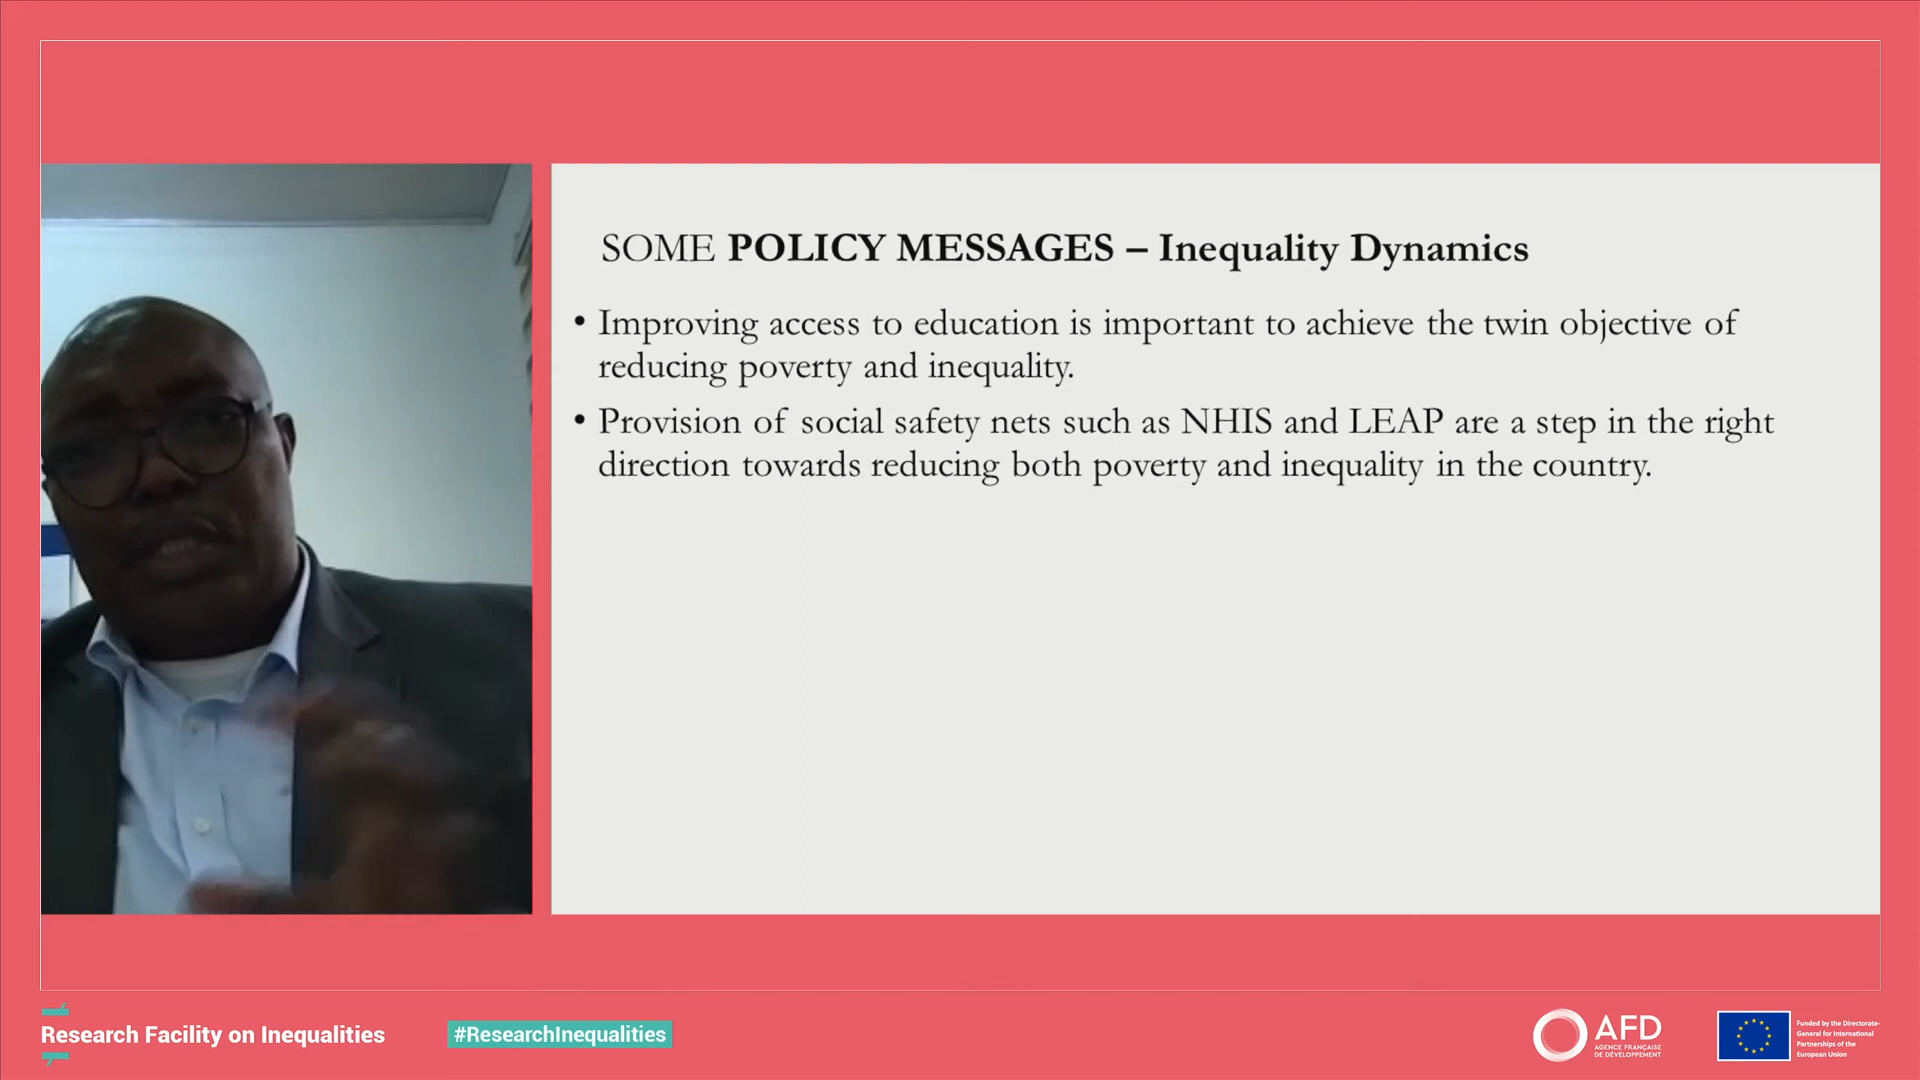 SOME POLICY MESSAGES – Inequality Dynamics
• Improving access to education is important to achieve the twin objective of
reducing poverty and inequality.
• Provision of social safety nets such as NHIS and LEAP are a step in the right
direction towards reducing both poverty and inequality in the country.
Research Facility on Inequalities
#ResearchInequalities
AFD
AGENCE FRANÇAISE
DE DÉVELOPPEMENT
Funded by the Directorate-
General for International
Partnerships of the
European Union